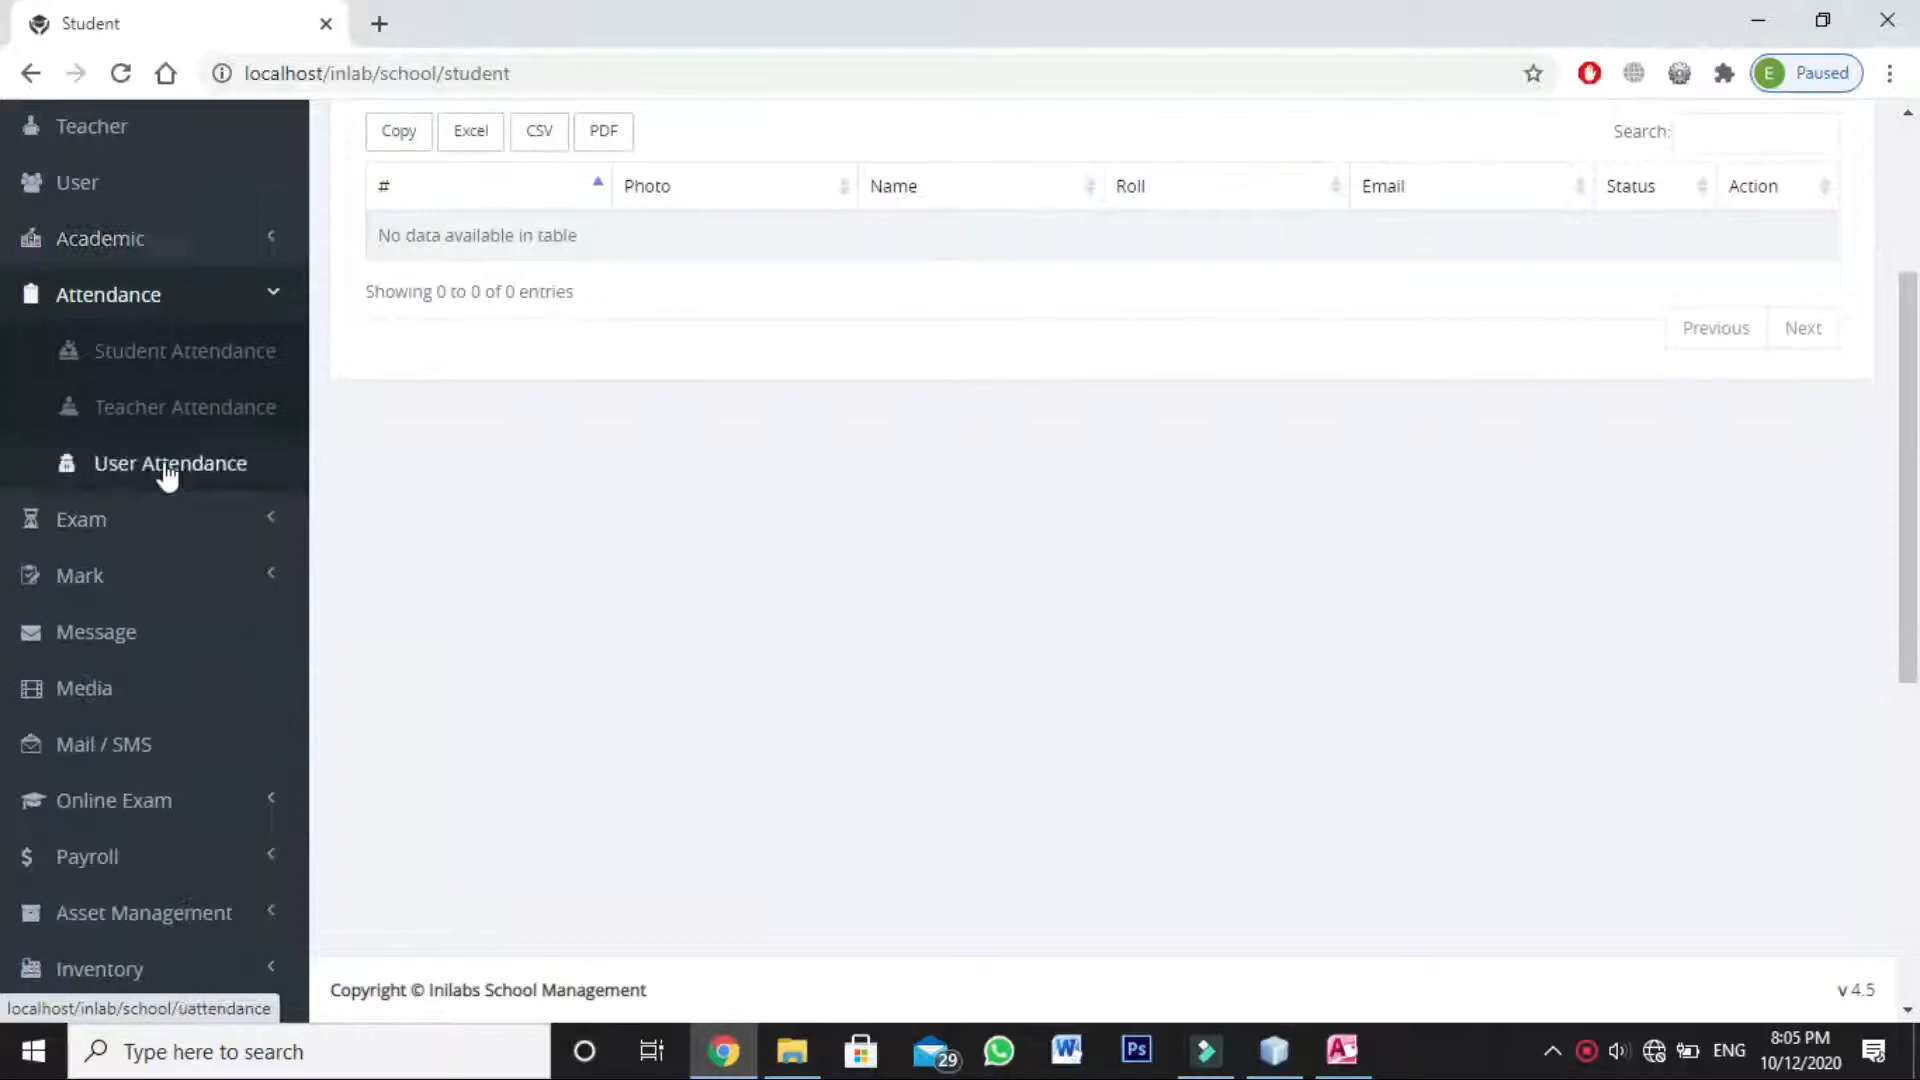 Student
localhost/inlab/school/student
E Paused
Teacher
User
Academic
Attendance
Student Attendance
Teacher Attendance
User Attendance
Exam
Mark
Message
Media
Mail / SMS
Online Exam
Payroll
Asset Management
Inventory
localhost/inlab/school/uattendance
Copy Excel CSV PDF
Search:
# Photo Name Roll Email Status Action
No data available in table
Showing 0 to 0 of 0 entries
Previous Next
Copyright © Inilabs School Management
v 4.5
Type here to search
29
W
Ps
A
ENG
8:05 PM
10/12/2020